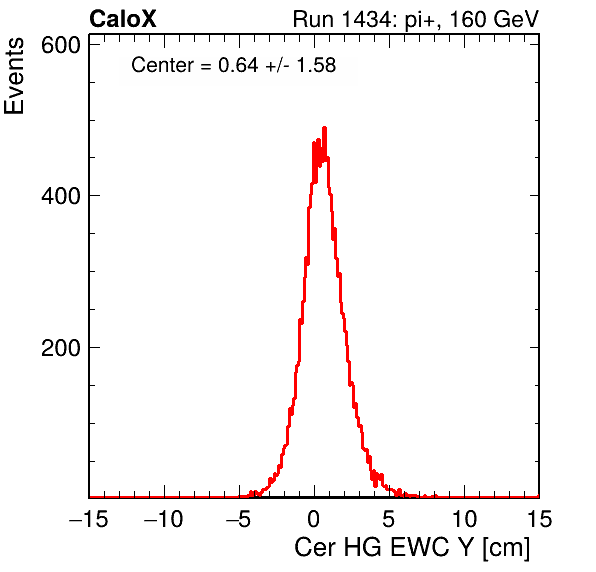 CaloX Run 1434: pi+, 160 GeV
Events
600
Center = 0.64 +/- 1.58
400
200
−15 −10 −5 0 5 10 15
Cer HG EWC Y [cm]